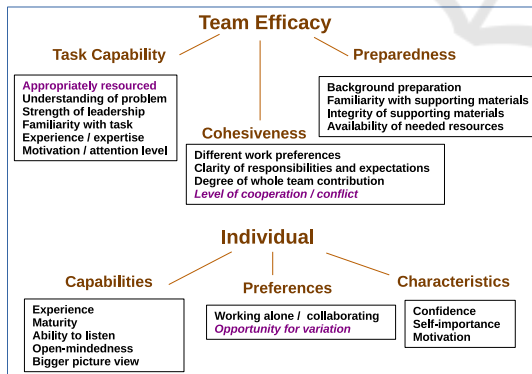 Team Efficacy
Task Capability
Appropriately resourced
Understanding of problem
Strength of leadership
Familiarity with task
Experience / expertise
Motivation / attention level
Cohesiveness
Different work preferences
Clarity of responsibilities and expectations
Degree of whole team contribution
Level of cooperation / conflict
Preparedness
Background preparation
Familiarity with supporting materials
Integrity of supporting materials
Availability of needed resources
Individual
Capabilities
Experience
Maturity
Ability to listen
Open-mindedness
Bigger picture view
Preferences
Working alone / collaborating
Opportunity for variation
Characteristics
Confidence
Self-importance
Motivation